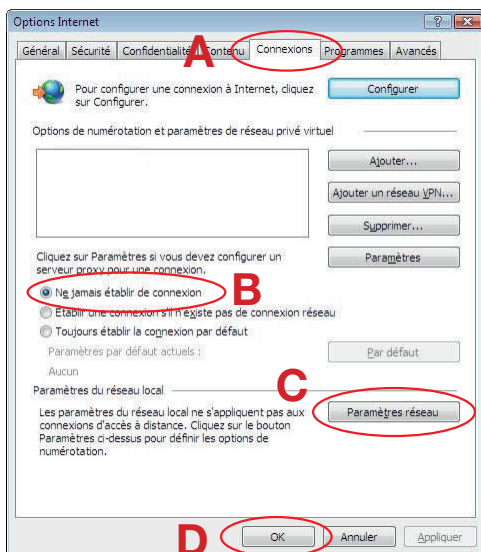 Options Internet
Général Sécurité Confidentialité Contenu Connexions Programmes Avancés
A
Pour configurer une connexion à Internet, cliquez
sur Configurer.
Configurer
Options de numérotation et paramètres de réseau privé virtuel
Ajouter...
Ajouter un réseau VPN...
Supprimer...
Cliquez sur Paramètres si vous devez configurer un
serveur proxy pour une connexion.
Paramètres
Ne jamais établir de connexion
B
Établir une connexion s'il n'existe pas de connexion réseau
Toujours établir la connexion par défaut
Paramètres par défaut actuels :
Aucun
Par défaut
C
Paramètres du réseau local
Les paramètres du réseau local ne s'appliquent pas aux
connexions d'accès à distance. Cliquez sur le bouton
Paramètres ci-dessus pour définir les options de
numérotation.
Paramètres réseau
D
OK Annuler Appliquer